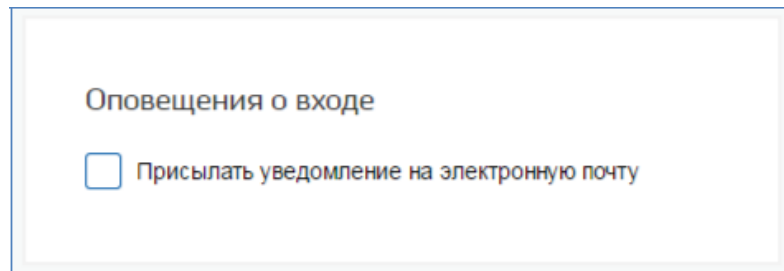 Оповещения о входе
Присылать уведомление на электронную почту